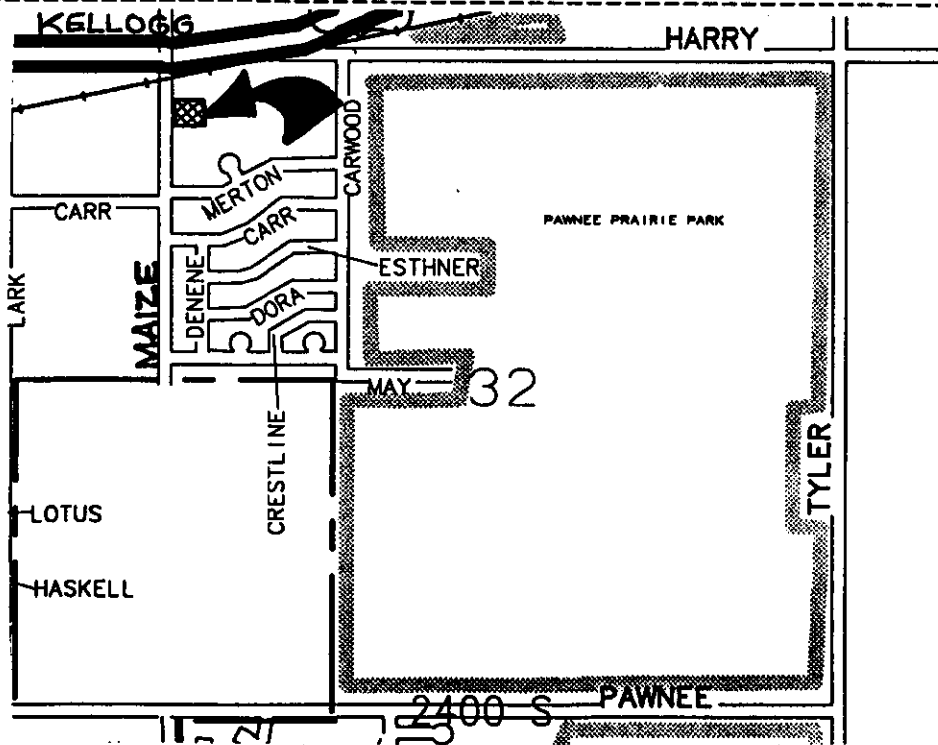 KELLOGG
HARRY
CARWOOD
MERTON
CARR
CARR
PAWNEE PRAIRIE PARK
ESTHNER
LARK
MAIZE
DENENE
DORA
MAY
32
CRESTLINE
TYLER
LOTUS
HASKELL
2400 S
PAWNEE